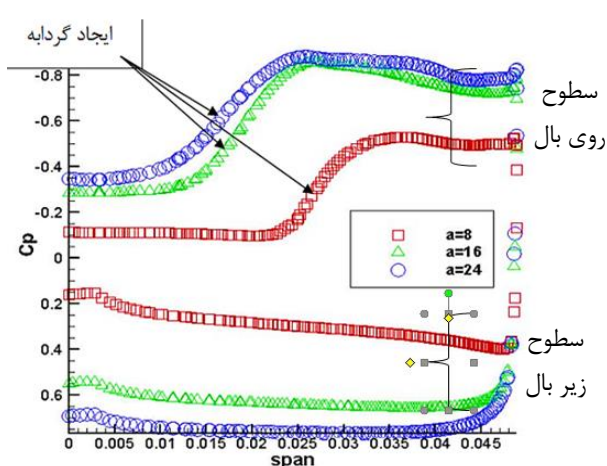 ایجاد گردابه
-0.8
-0.6
-0.4
-0.2
0
0.2
0.4
0.6
Cp
سطوح
روی بال
a=8
a=16
a=24
سطوح
زیر بال
0 0.005 0.01 0.015 0.02 0.025 0.03 0.035 0.04 0.045
span